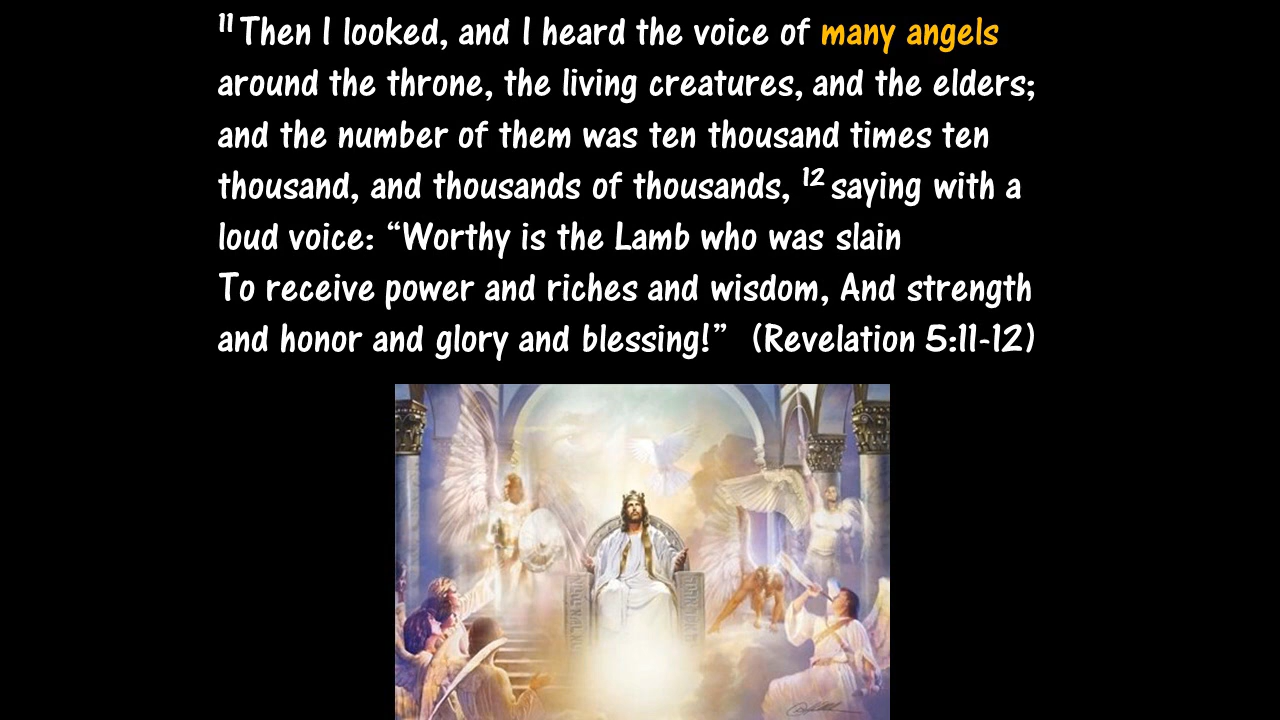 ¹¹ Then I looked, and I heard the voice of many angels
around the throne, the living creatures, and the elders;
and the number of them was ten thousand times ten
thousand, and thousands of thousands, ¹² saying with a
loud voice: “Worthy is the Lamb who was slain
To receive power and riches and wisdom, And strength
and honor and glory and blessing!” (Revelation 5:11-12)